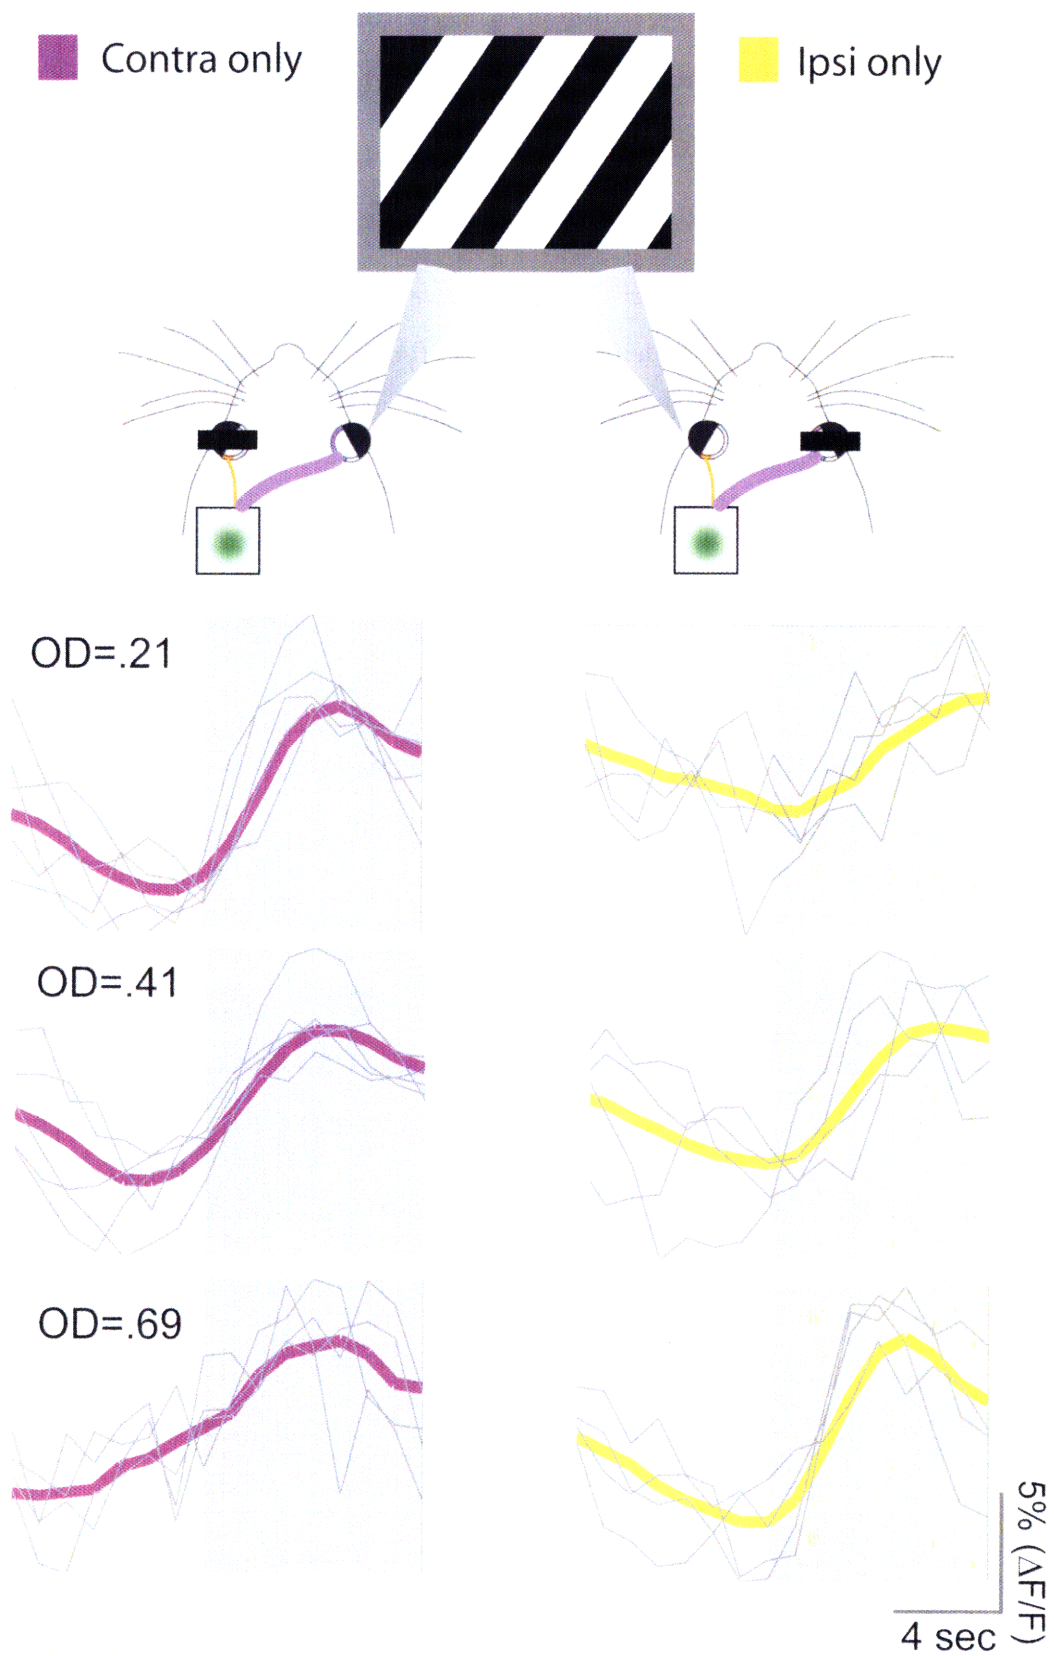 Contra only
Ipsi only
OD=.21
OD=.41
OD=.69
5% (ΔF/F)
4 sec